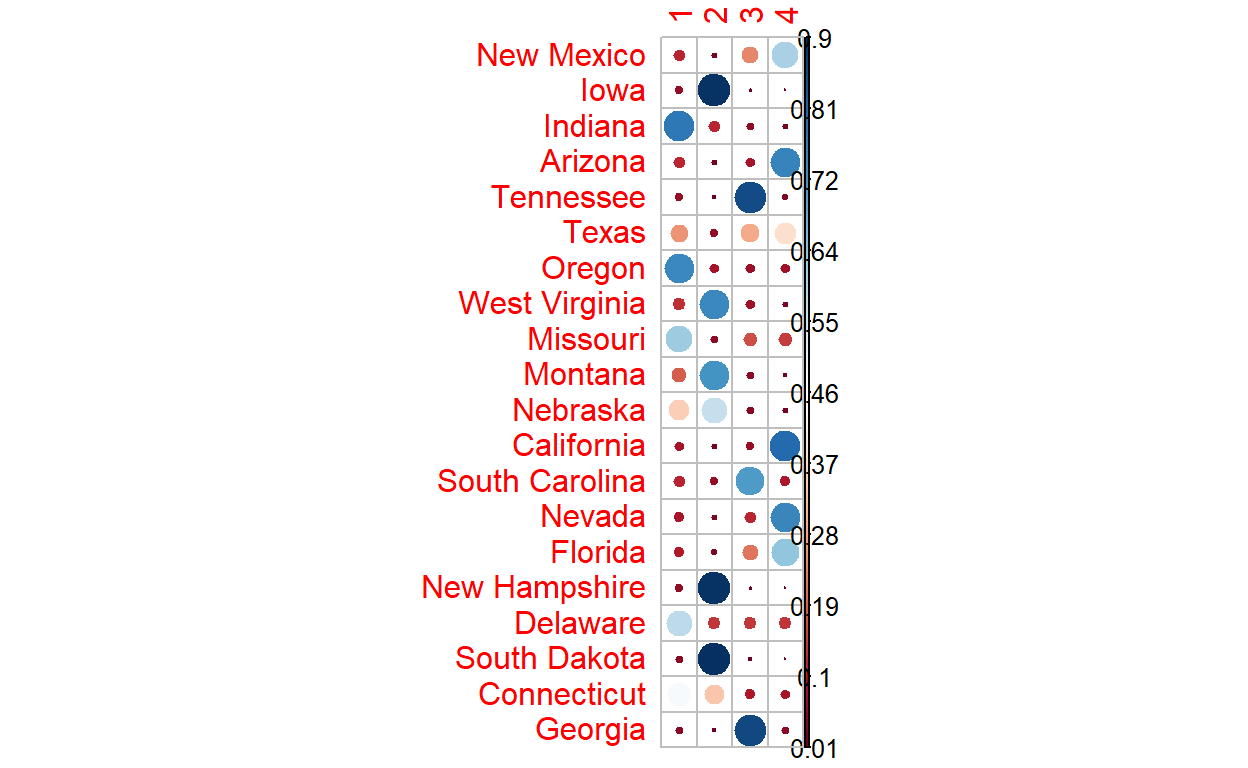 1 2 3 4
0.9
New Mexico
Iowa
0.81
Indiana
Arizona
0.72
Tennessee
Texas
0.64
Oregon
West Virginia
0.55
Missouri
Montana
0.46
Nebraska
California
0.37
South Carolina
Nevada
0.28
Florida
New Hampshire
0.19
Delaware
South Dakota
0.1
Connecticut
Georgia
0.01